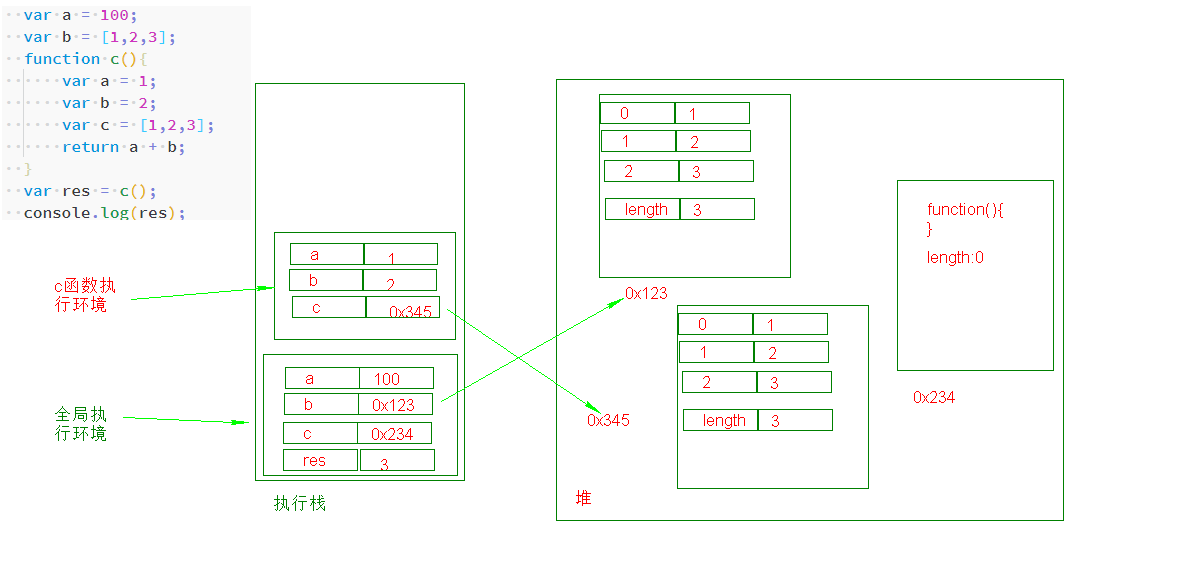 var a = 100;
var b = [1,2,3];
function c(){
var a = 1;
var b = 2;
var c = [1,2,3];
return a + b;
}
var res = c();
console.log(res);
c函数执
行环境
全局执
行环境
a 1
b 2
c 0x345
a 100
b 0x123
c 0x234
res 3
执行栈
0 1
1 2
2 3
length 3
0x123
0 1
1 2
2 3
length 3
0x345
function(){
}
length:0
0x234
堆